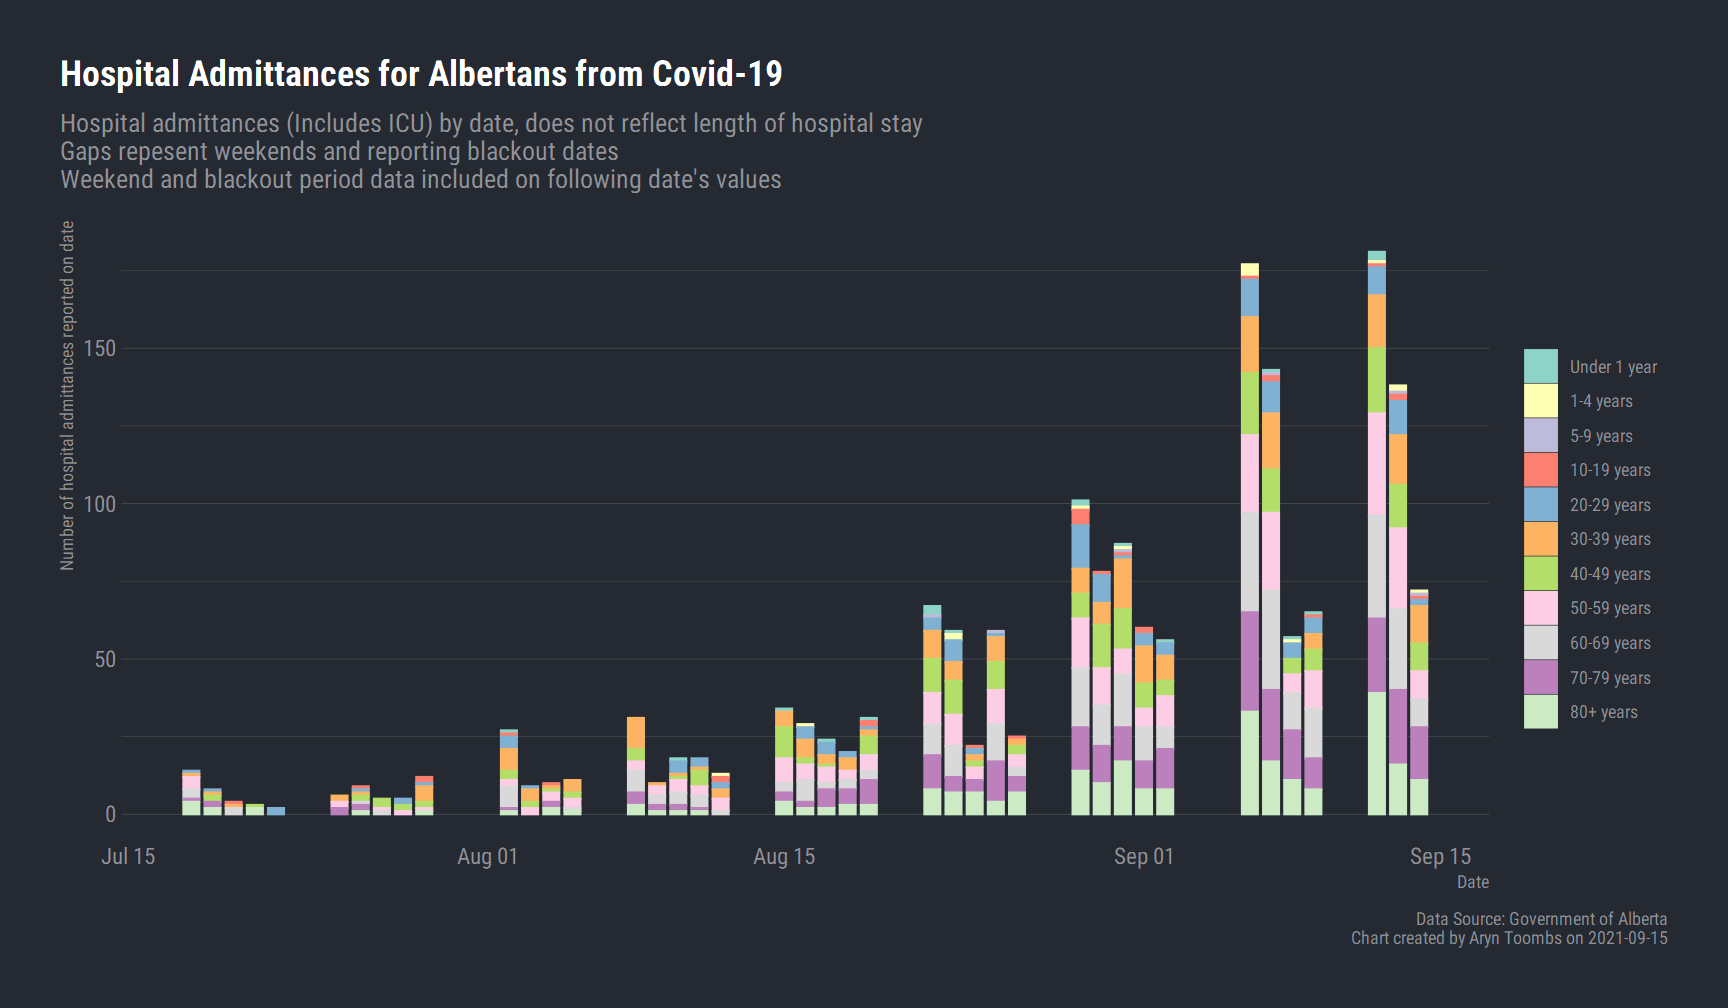 Hospital Admittances for Albertans from Covid-19
Hospital admittances (Includes ICU) by date, does not reflect length of hospital stay
Gaps repesent weekends and reporting blackout dates
Weekend and blackout period data included on following date's values
Number of hospital admittances reported on date
150
100
50
0
Jul 15
Aug 01
Aug 15
Sep 01
Sep 15
Date
Under 1 year
1-4 years
5-9 years
10-19 years
20-29 years
30-39 years
40-49 years
50-59 years
60-69 years
70-79 years
80+ years
Data Source: Government of Alberta
Chart created by Aryn Toombs on 2021-09-15